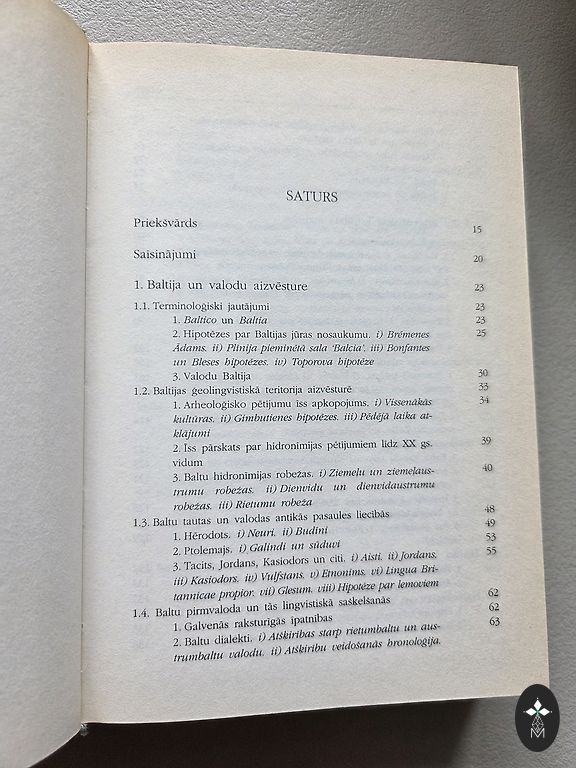 SATURS
Priekšvārds 15
Saīsinājumi 20
1. Baltija un valodu aizvēsture 23
1.1. Terminoloģiski jautājumi 23
1. Baltico un Baltia 23
2. Hipotēzes par Baltijas jūras nosaukumu. i) Brēmenes 25
Ādams. ii) Plīnija pieminētā sala ‘Balcia’. iii) Bonfantes
un Bleses hipotēzes. iv) Toporova hipotēze
3. Valodu Baltija 30
1.2. Baltijas ģeolingvistiskā teritorija aizvēsturē 33
1. Arheoloģisko pētījumu īss apkopojums. i) Vissenākās 34
kultūras. ii) Gimbutienes hipotēzes. iii) Pēdējā laika at-
klājumi
2. Īss pārskats par hidronīmijas pētījumiem līdz XX gs. 39
vidum
3. Baltu hidronīmijas robežas. i) Ziemeļu un ziemeļaus- 40
trumu robežas. ii) Dienvidu un dienvidaustrumu
robežas. iii) Rietumu robeža
1.3. Baltu tautas un valodas antīkās pasaules liecībās 48
1. Hērodots. i) Neuri. ii) Budīni 49
2. Ptolemajs. i) Galindi un sūduvi 53
3. Tacits, Jordans, Kasiodors un citi. i) Aisti. ii) Jordans. 55
iii) Kasiodors. iv) Vulfstans. v) Etnonīms. vi) Lingua Bri-
tannicae propior. vii) Glesum. viii) Hipotēze par lemoviem
1.4. Baltu pirmvaloda un tās lingvistiskā sašķelšanās 62
1. Galvenās raksturīgās īpatnības 62
2. Baltu dialekti. i) Atšķirības starp rietumbaltu un aus- 63
trumbaltu valodu. ii) Atšķirību veidošanās hronoloģija.
M